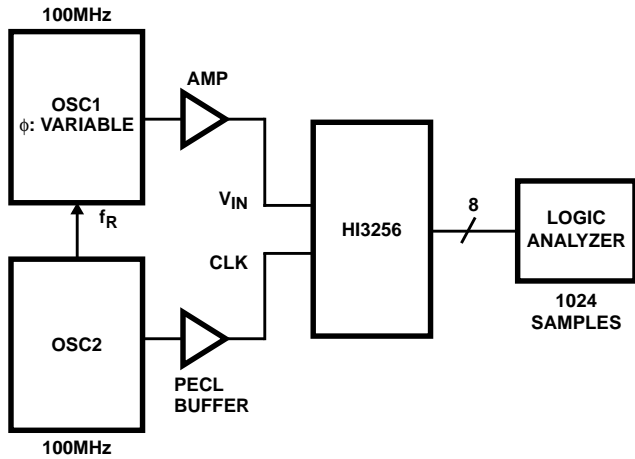 100MHz
OSC1
ϕ: VARIABLE
AMP
fR
VIN
CLK
HI3256
8
LOGIC
ANALYZER
1024
SAMPLES
OSC2
PECL
BUFFER
100MHz